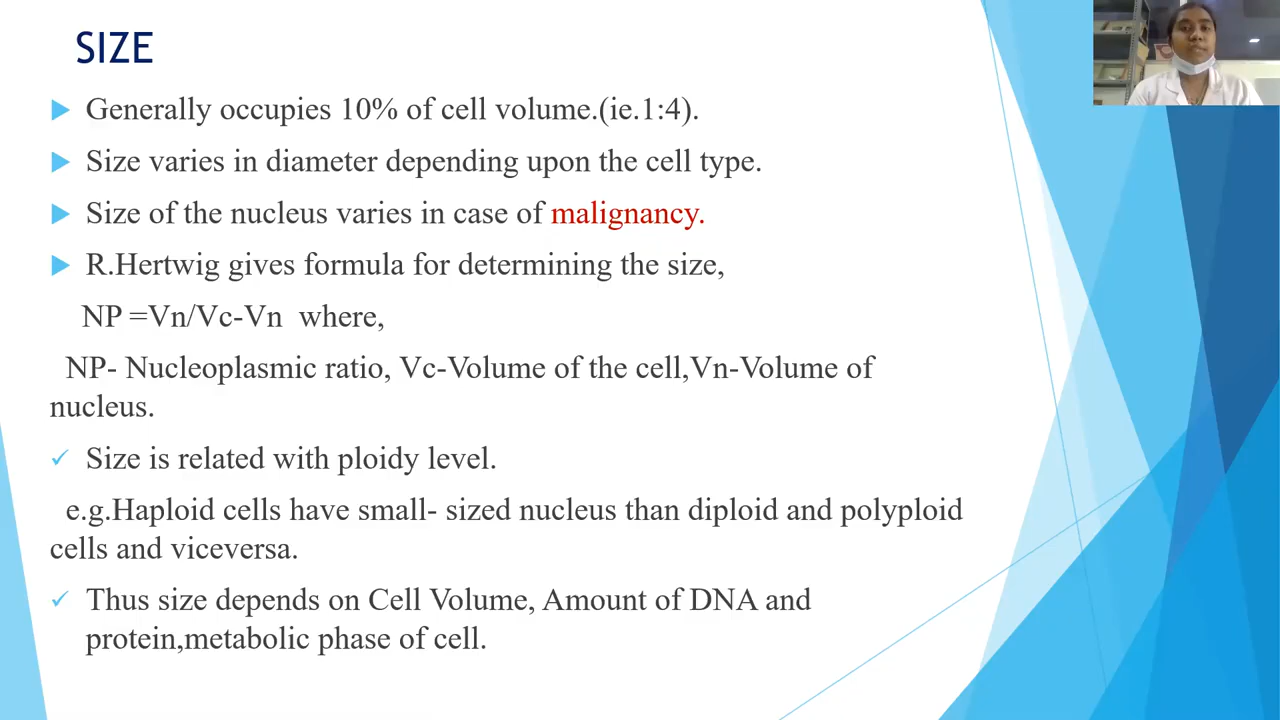 SIZE
Generally occupies 10% of cell volume.(ie.1:4).
Size varies in diameter depending upon the cell type.
Size of the nucleus varies in case of malignancy.
R.Hertwig gives formula for determining the size,
NP =Vn/Vc-Vn where,
NP- Nucleoplasmic ratio, Vc-Volume of the cell,Vn-Volume of
nucleus.
Size is related with ploidy level.
e.g.Haploid cells have small- sized nucleus than diploid and polyploid
cells and viceversa.
Thus size depends on Cell Volume, Amount of DNA and
protein,metabolic phase of cell.